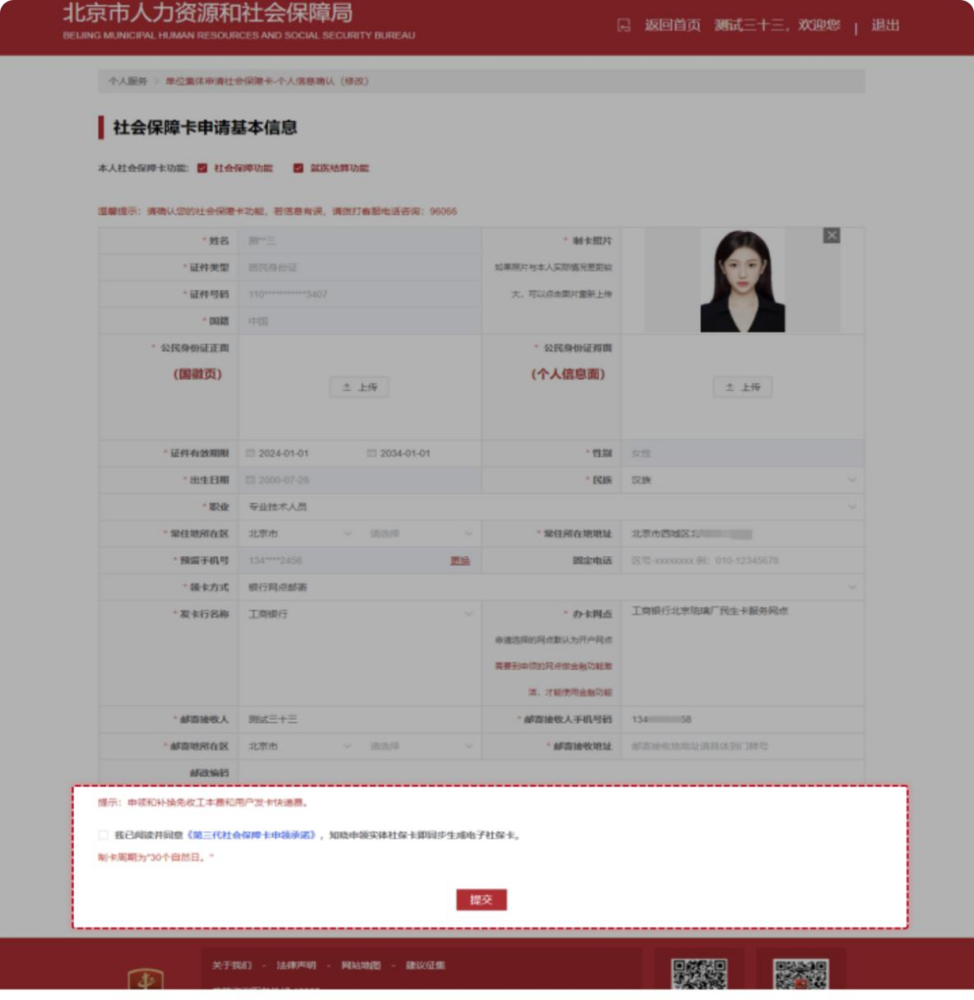 北京市人力资源和社会保障局
BEIJING MUNICIPAL HUMAN RESOURCES AND SOCIAL SECURITY BUREAU
返回首页 测试三十三，欢迎您 | 退出
个人服务 > 单位集体申请社会保障卡-个人信息确认（修改）
社会保障卡申请基本信息
本人社会保障卡功能: 社会保障功能 就医结算功能
温馨提示：请确认您的社会保障卡功能，若信息有误，请拨打客服电话咨询：96066
* 姓名 测**三
* 证件类型 居民身份证
* 证件号码 110***********3407
* 国籍 中国
* 制卡照片
如果照片与本人实际情况差距较
大，可以点击图片重新上传
* 公民身份证正面
（国徽页）
上传
* 公民身份证背面
（个人信息面）
上传
* 证件有效期限 2024-01-01 2034-01-01 * 性别 女性
* 出生日期 2000-07-28 * 民族 汉族
* 职业 专业技术人员
* 常住地所在区 北京市 请选择 * 常住所在地地址 北京市西城区
* 预留手机号 134****2456 更换 固定电话 区号-xxxxxxxx 例：010-12345678
* 领卡方式 银行网点邮寄
* 发卡行名称 工商银行 * 办卡网点 工商银行北京琉璃厂民生卡服务网点
申请选择的网点默认为开户网点
需要到申领的网点做金融功能激
活，才能使用金融功能
* 邮寄接收人 测试三十三 * 邮寄接收人手机号码 134 58
* 邮寄地所在区 北京市 请选择 * 邮寄接收地址 邮寄接收地地址请具体到门牌号
邮政编码
提示：申领和补换免收工本费和用户发卡快递费。
我已阅读并同意《第三代社会保障卡申领承诺》，知晓申领实体社保卡即同步生成电子社保卡。
制卡周期为"30个自然日。"
提交
关于我们 - 法律声明 - 网站地图 - 建议征集